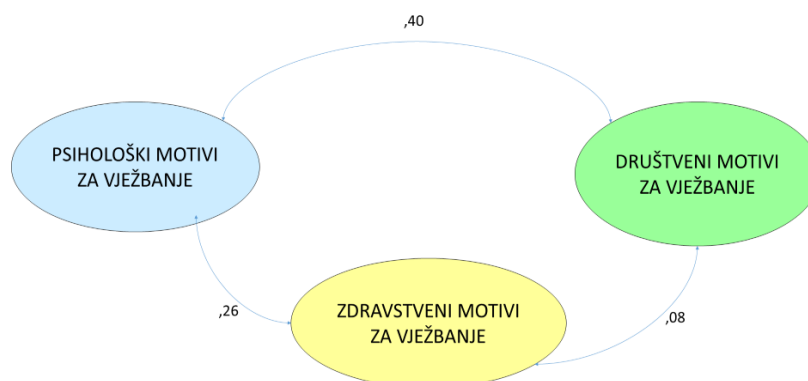 ,40
PSIHOLOŠKI MOTIVI
ZA VJEŽBANJE
DRUŠTVENI MOTIVI
ZA VJEŽBANJE
,26
ZDRAVSTVENI MOTIVI
ZA VJEŽBANJE
,08